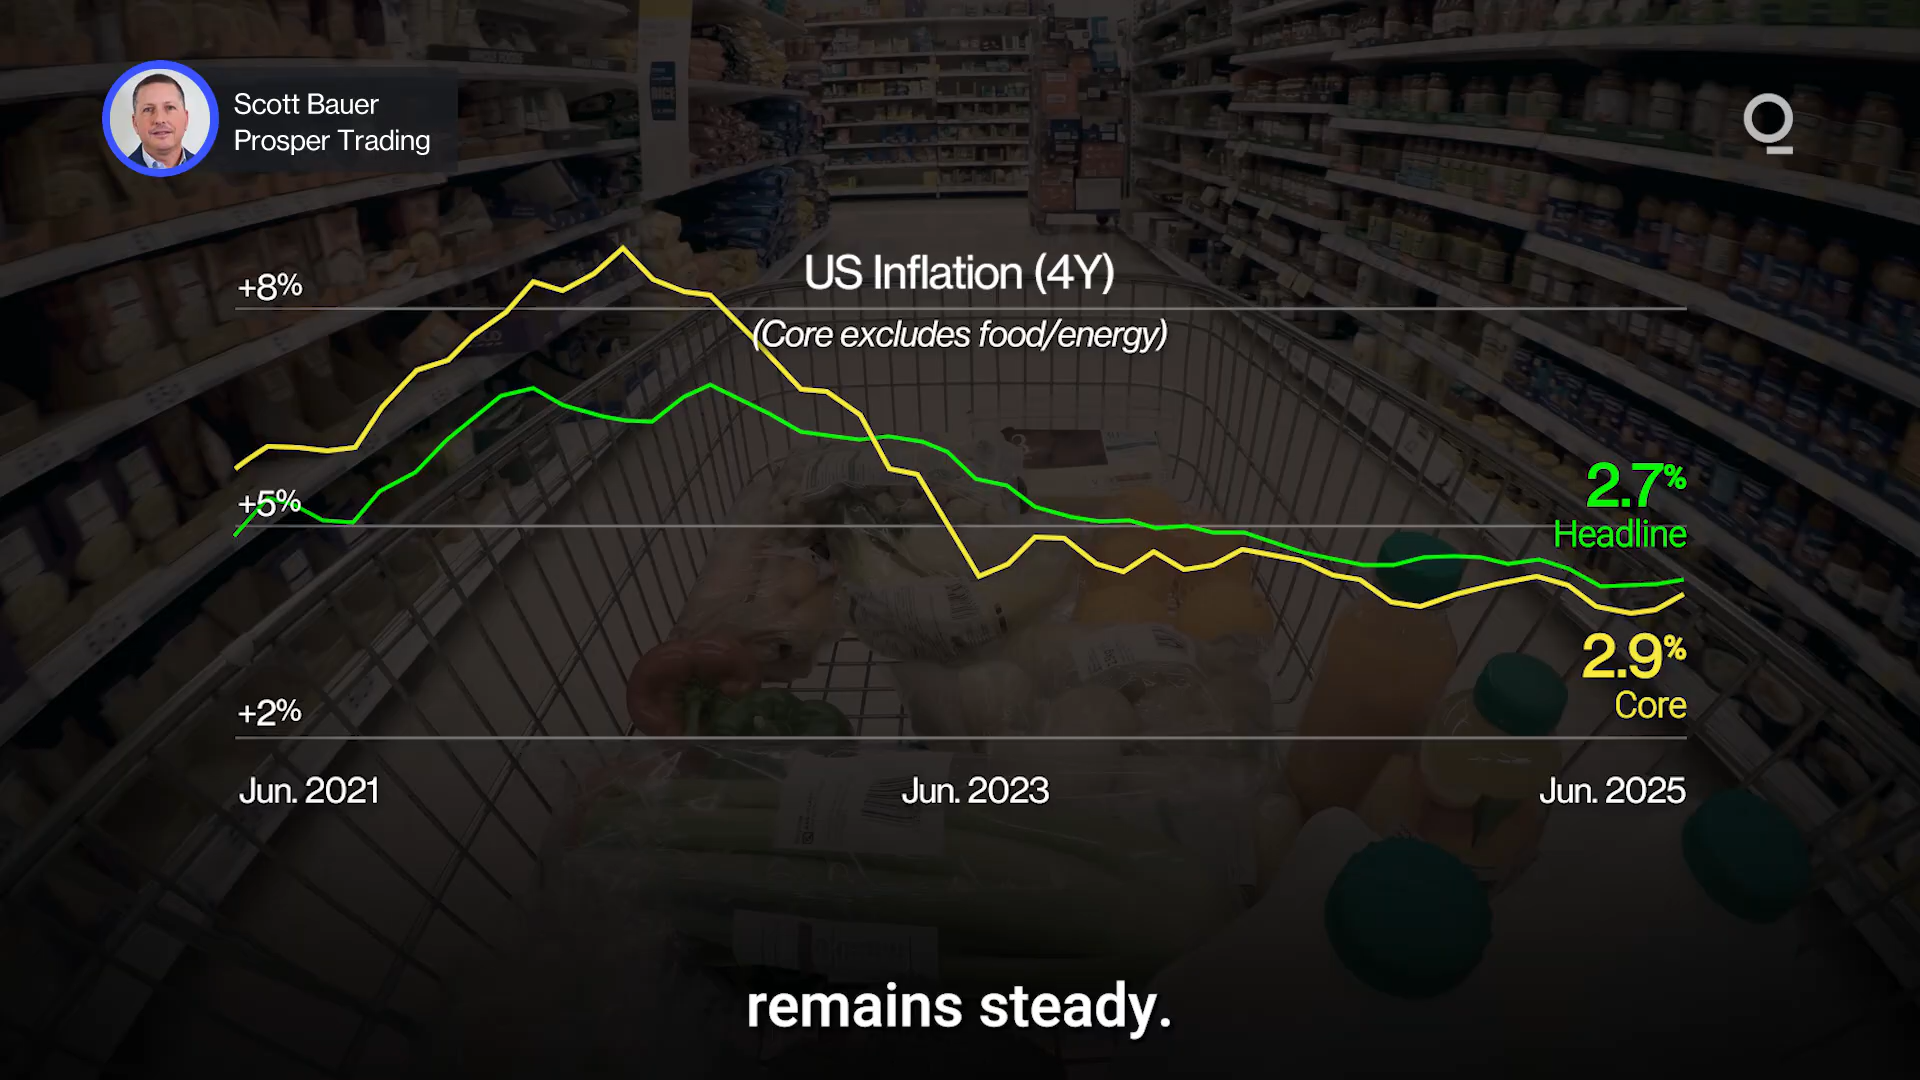 Scott Bauer
Prosper Trading
US Inflation (4Y)
(Core excludes food/energy)
+8%
+5%
+2%
2.7%
Headline
2.9%
Core
Jun. 2021
Jun. 2023
Jun. 2025
remains steady.